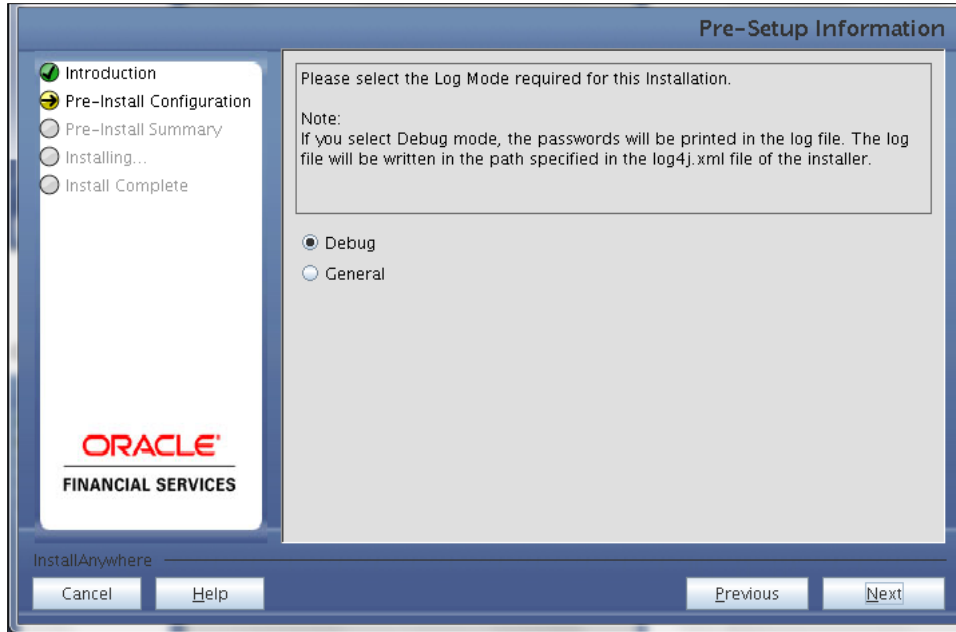 Pre-Setup Information
Introduction
Pre-Install Configuration
Pre-Install Summary
Installing...
Install Complete
Please select the Log Mode required for this Installation.
Note:
If you select Debug mode, the passwords will be printed in the log file. The log
file will be written in the path specified in the log4j.xml file of the installer.
Debug
General
ORACLE'
FINANCIAL SERVICES
InstallAnywhere
Cancel
Help
Previous
Next